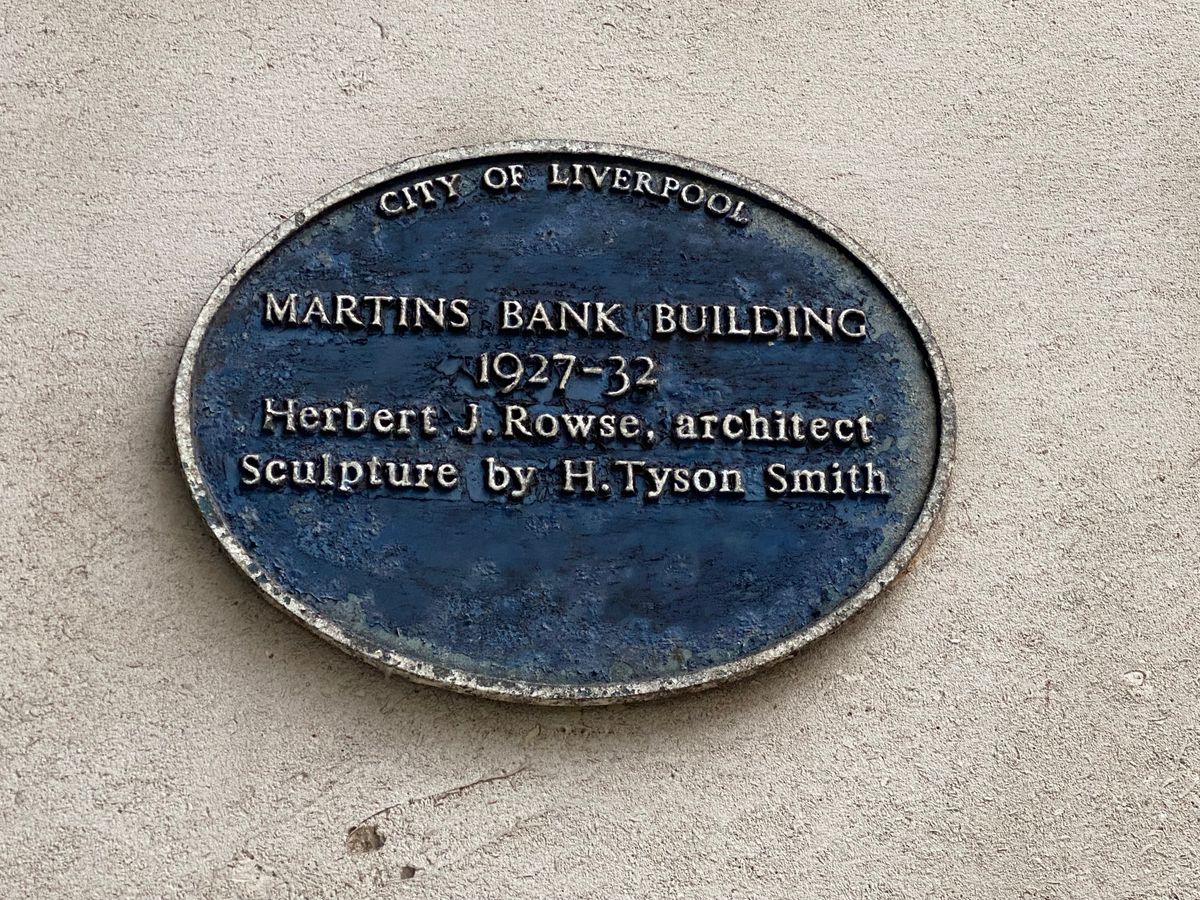 CITY OF LIVERPOOL
MARTINS BANK BUILDING
1927-32
Herbert J. Rowse, architect
Sculpture by H. Tyson Smith